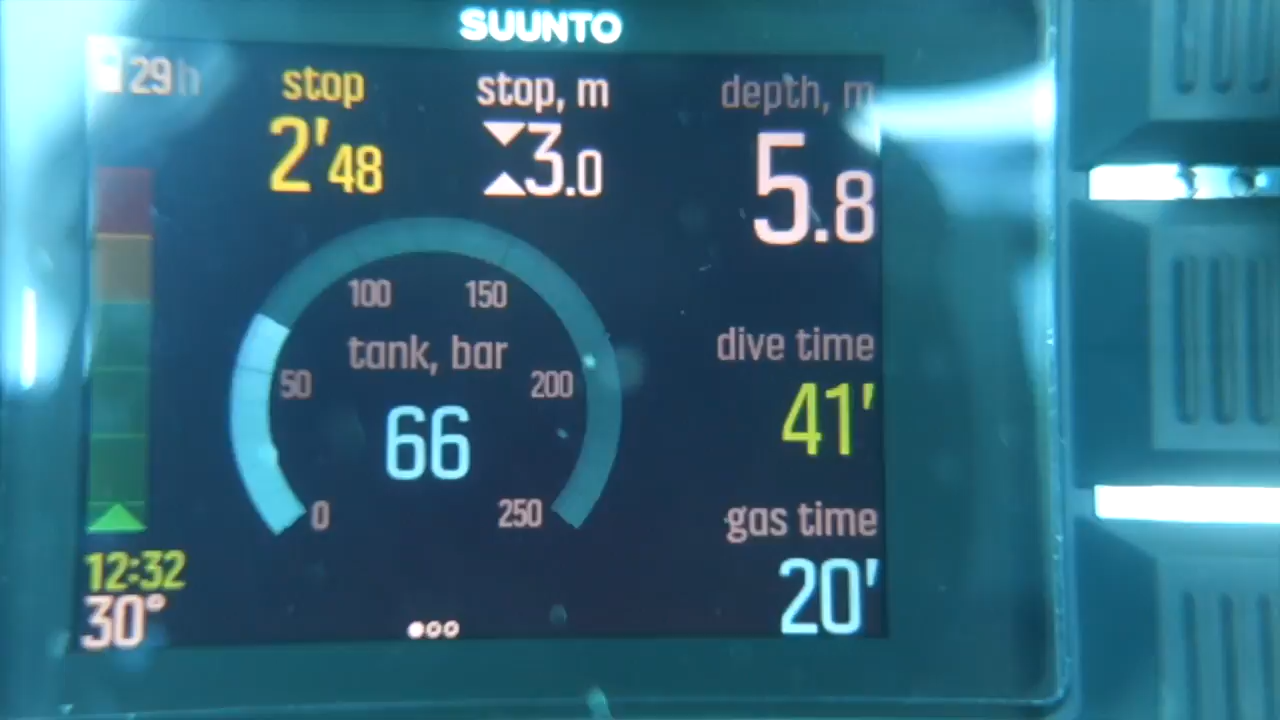 SUUNTO
29h
stop
2'48
stop, m
3.0
depth, m
5.8
100
150
tank, bar
50
200
66
0
250
dive time
41'
gas time
20'
12:32
30°